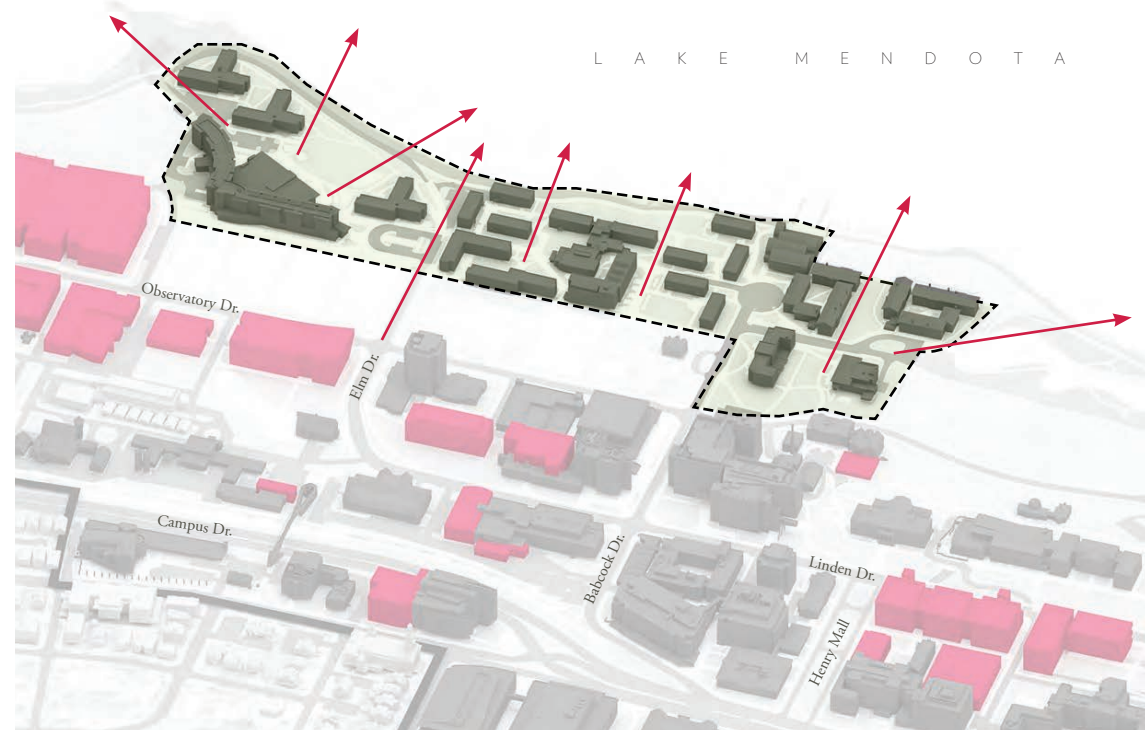 LAKE MENDOTA
Observatory Dr.
Elm Dr.
Campus Dr.
Babcock Dr.
Linden Dr.
Henry Mall